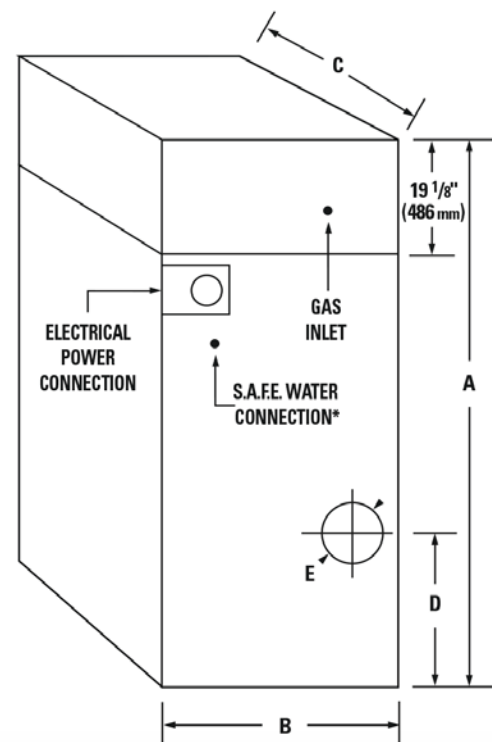 C
19 1/8"
(486 mm)
GAS
INLET
ELECTRICAL
POWER
CONNECTION
S.A.F.E. WATER
CONNECTION*
A
E
D
B